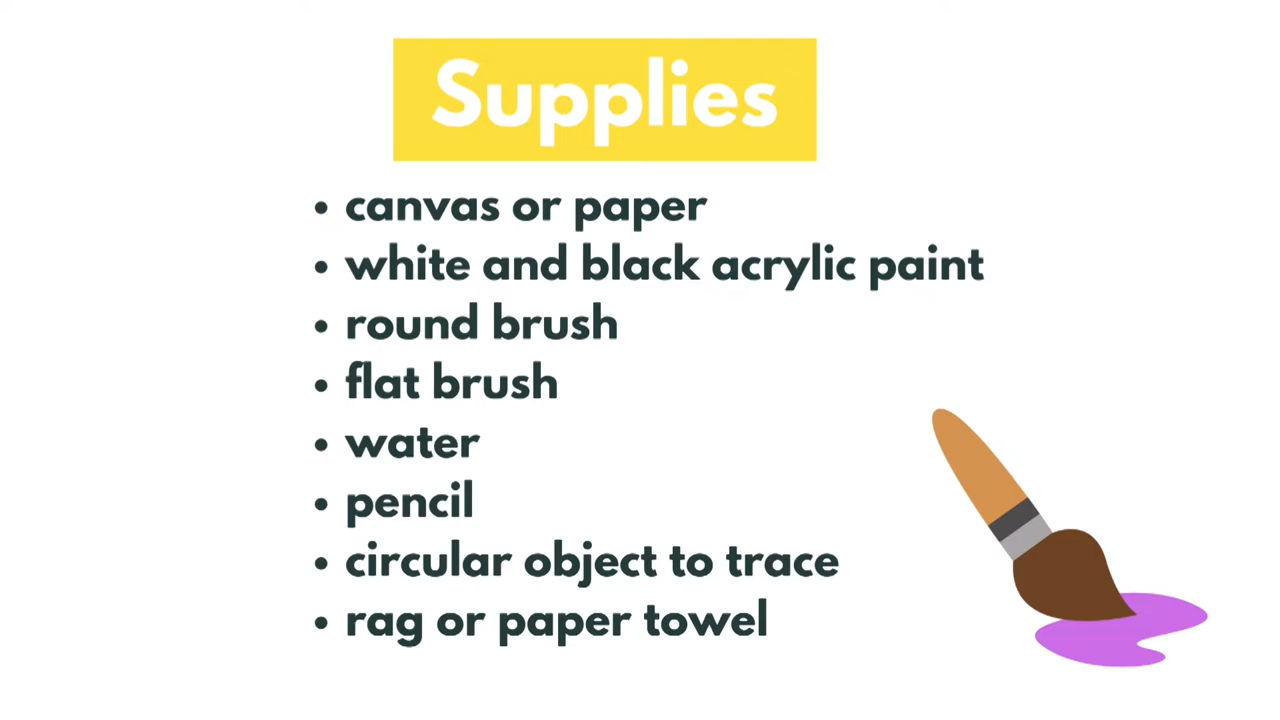 Supplies
• canvas or paper
• white and black acrylic paint
• round brush
• flat brush
• water
• pencil
• circular object to trace
• rag or paper towel